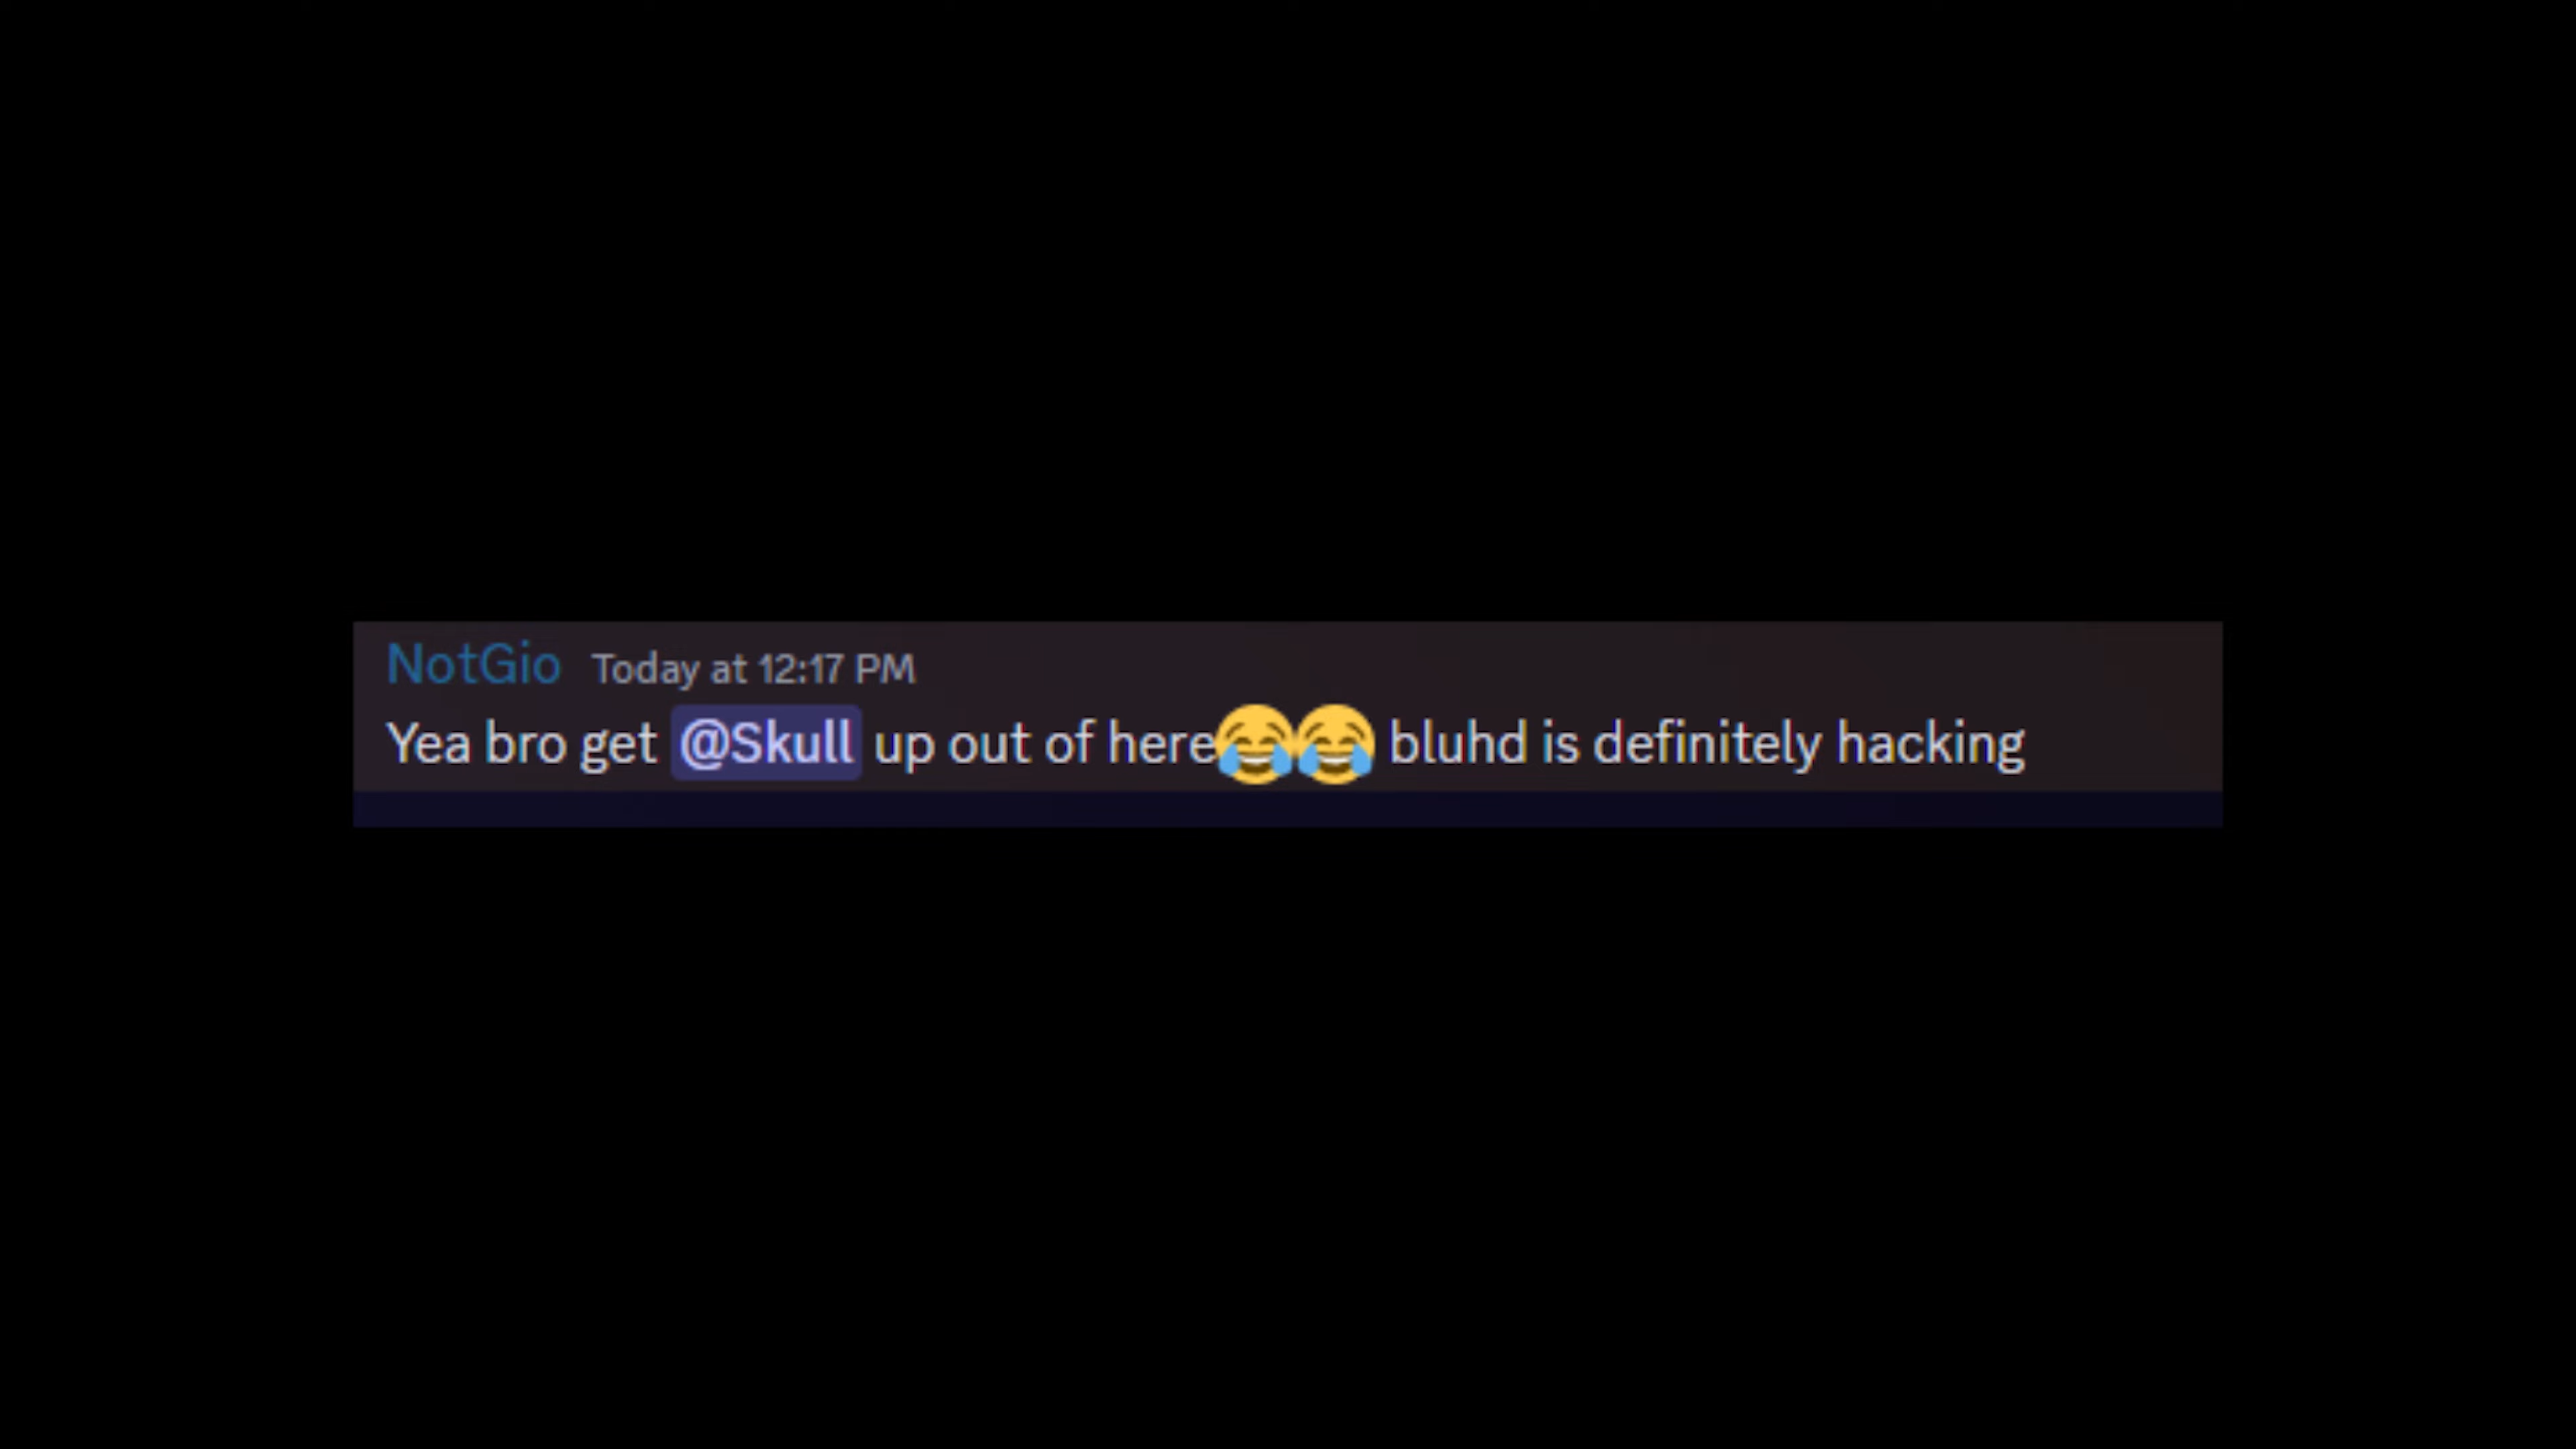 NotGio Today at 12:17 PM
Yea bro get @Skull up out of here😂😂 bluhd is definitely hacking